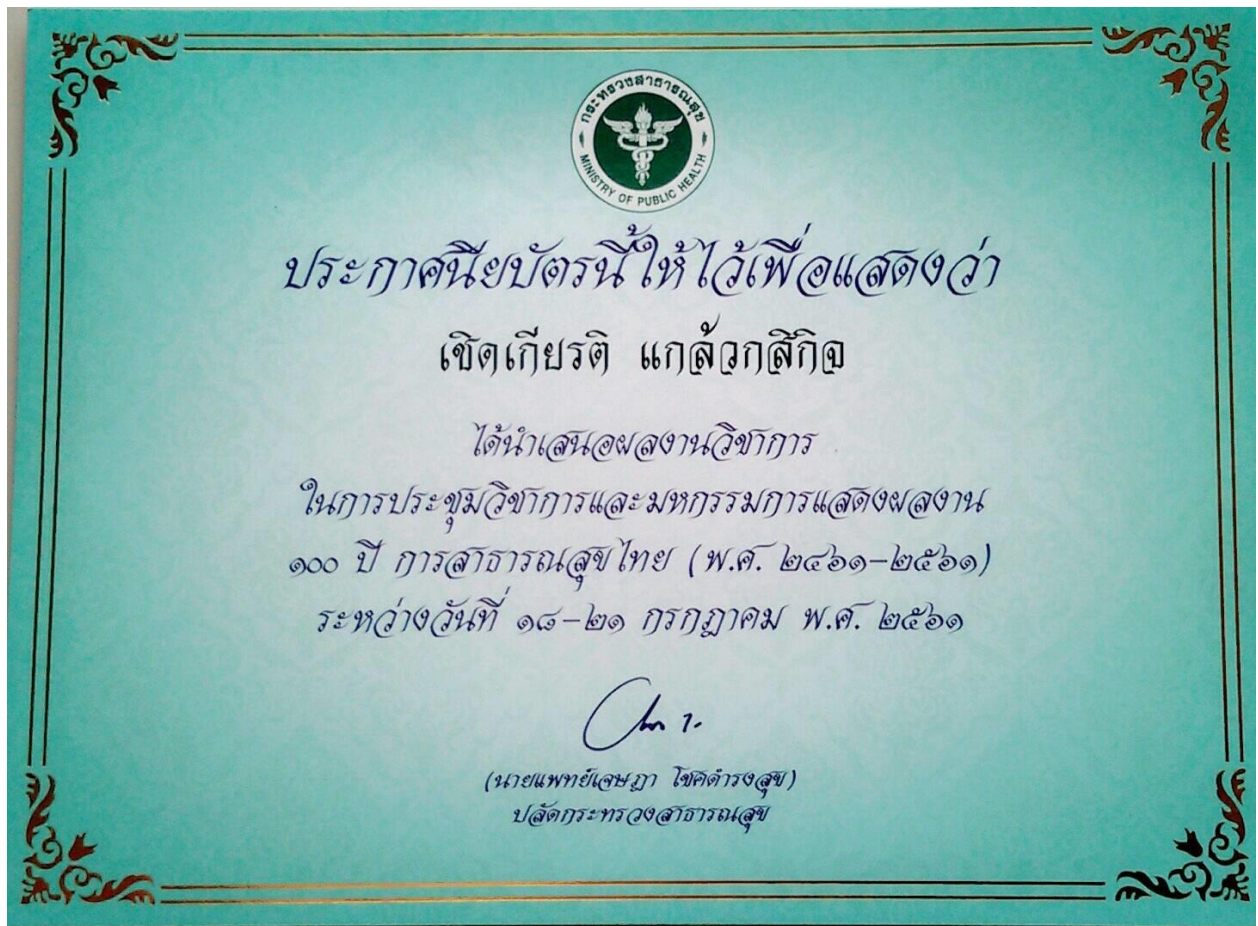 กระทรวงสาธารณสุข
MINISTRY OF PUBLIC HEALTH
ประกาศนียบัตรนี้ให้ไว้เพื่อแสดงว่า
เชิดเกียรติ แกล้วกสิกิจ
ได้นำเสนอผลงานวิชาการ
ในการประชุมวิชาการและมหกรรมการแสดงผลงาน
๑๐๐ ปี การสาธารณสุขไทย (พ.ศ. ๒๔๖๑-๒๕๖๑)
ระหว่างวันที่ ๑๘-๒๑ กรกฎาคม พ.ศ. ๒๕๖๑
(นายแพทย์เจษฎา โชคดำรงสุข)
ปลัดกระทรวงสาธารณสุข